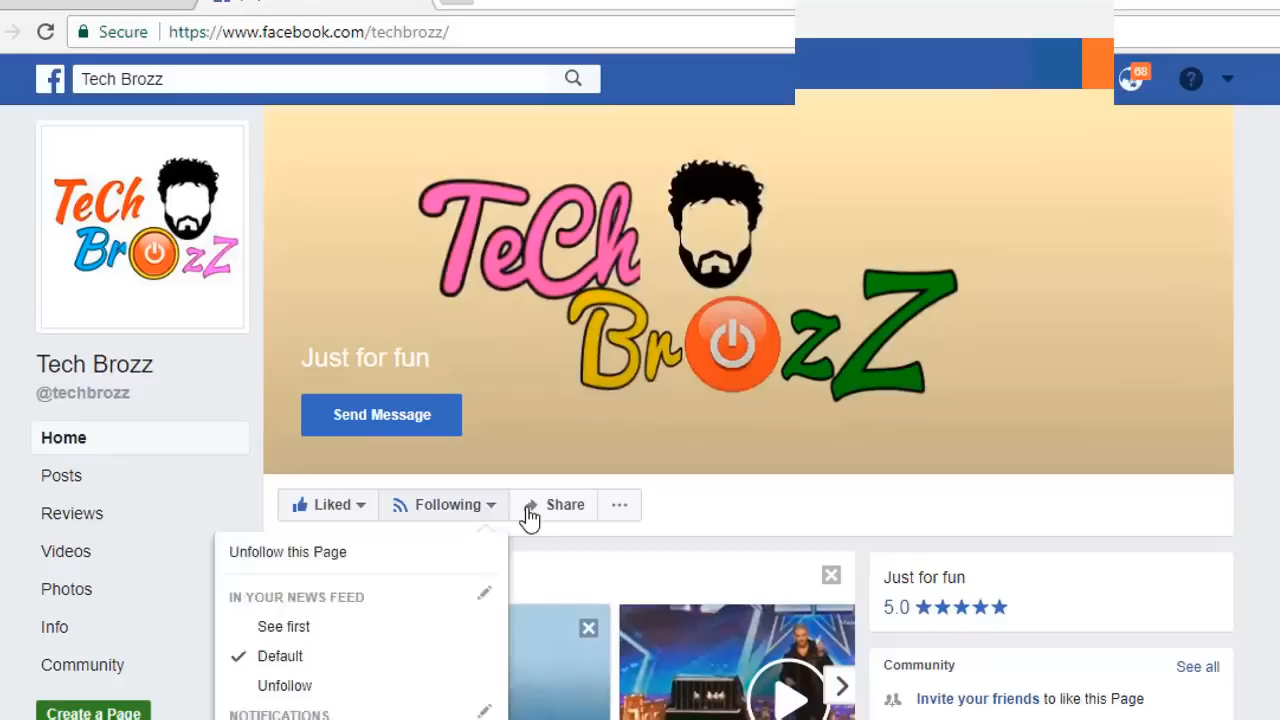 Secure https://www.facebook.com/techbrozz/
Tech Brozz
68
?
TeCh
BrozZ
TeCh
BrozZ
Just for fun
Send Message
Tech Brozz
@techbrozz
Home
Posts
Reviews
Videos
Photos
Info
Community
Create a Page
Liked Following Share ...
Unfollow this Page
IN YOUR NEWS FEED
See first
Default
Unfollow
NOTIFICATIONS
Just for fun
5.0
Community See all
Invite your friends to like this Page